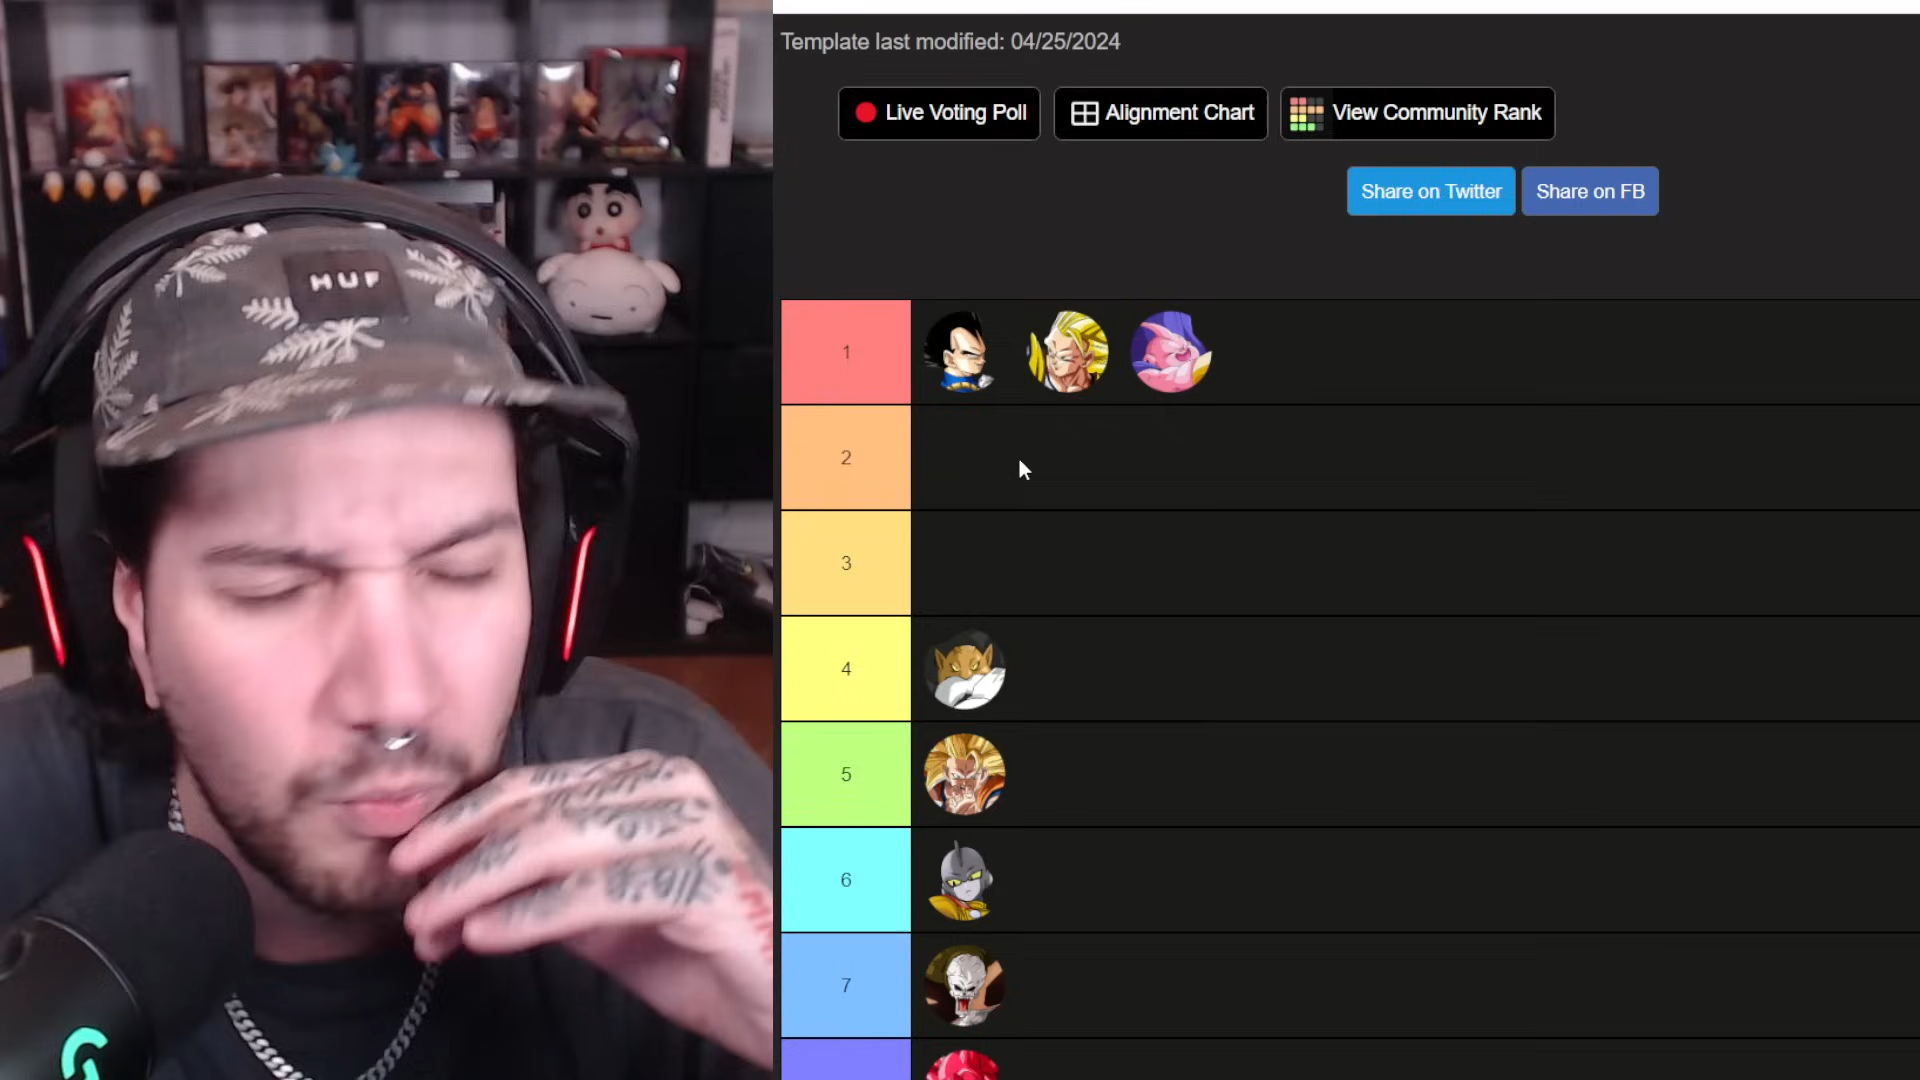 Template last modified: 04/25/2024
Live Voting Poll
Alignment Chart
View Community Rank
Share on Twitter
Share on FB
HUF
1
2
3
4
5
6
7